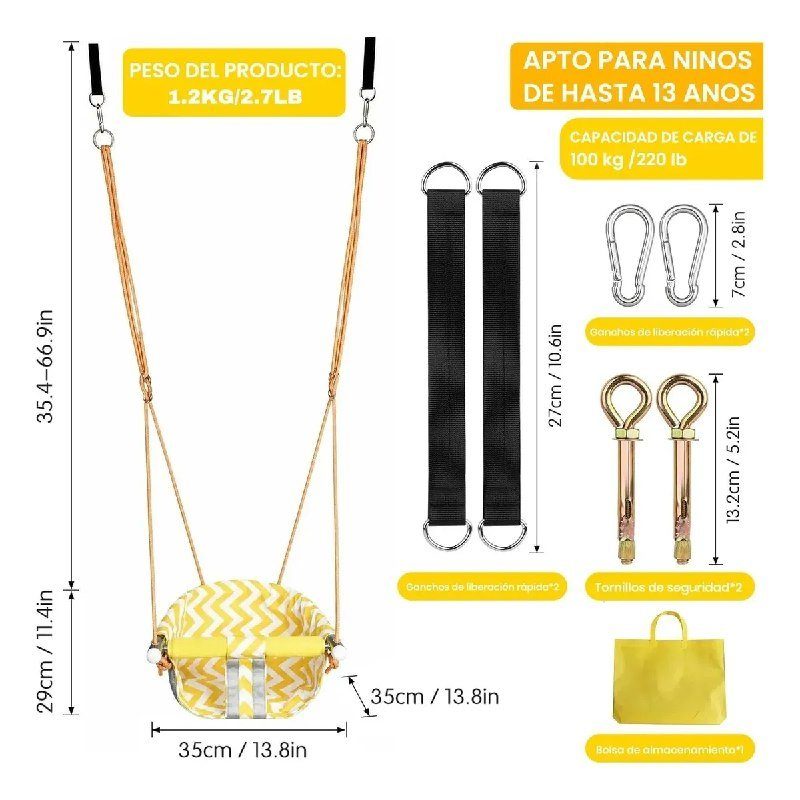 PESO DEL PRODUCTO:
1.2KG/2.7LB
APTO PARA NINOS
DE HASTA 13 ANOS
CAPACIDAD DE CARGA DE
100 kg /220 lb
35.4–66.9in
29cm / 11.4in
35cm / 13.8in
35cm / 13.8in
27cm / 10.6in
Ganchos de liberación rápida*2
7cm / 2.8in
Ganchos de liberación rápida*2
13.2cm / 5.2in
Tornillos de seguridad*2
Bolsa de almacenamiento*1